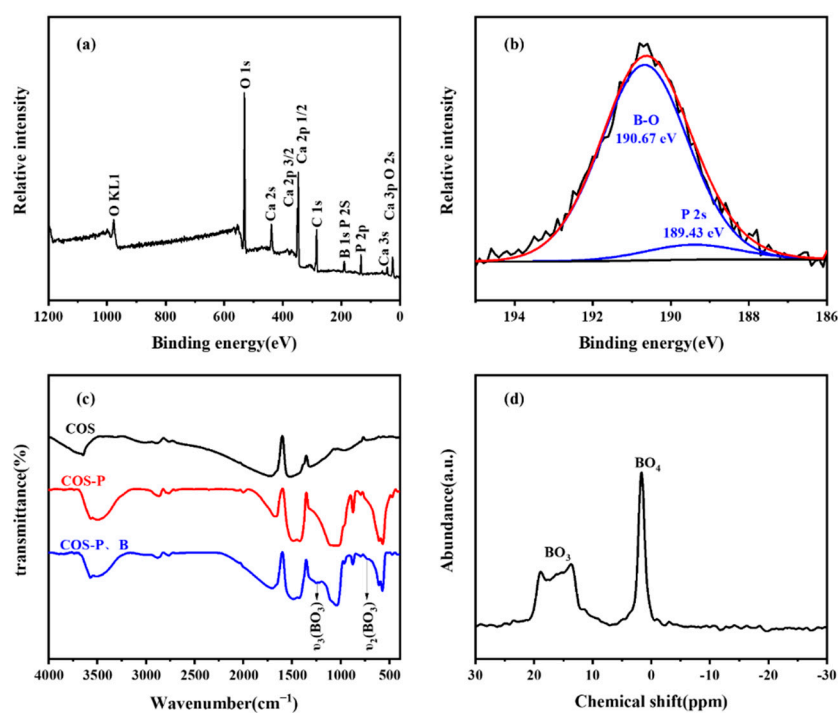 (a)
Relative intensity
O KL1
O 1s
Ca 2s
Ca 2p 3/2
Ca 2p 1/2
C 1s
B 1s P 2S
P 2p
Ca 3s
Ca 3p O 2s
1200 1000 800 600 400 200 0
Binding energy(eV)
(b)
Relative intensity
B-O
190.67 eV
P 2s
189.43 eV
194 192 190 188 186
Binding energy(eV)
(c)
transmittance(%)
COS
COS-P
COS-P、B
υ3(BO3)
υ2(BO3)
4000 3500 3000 2500 2000 1500 1000 500
Wavenumber(cm⁻¹)
(d)
Abundance(a.u.)
BO3
BO4
30 20 10 0 -10 -20 -30
Chemical shift(ppm)